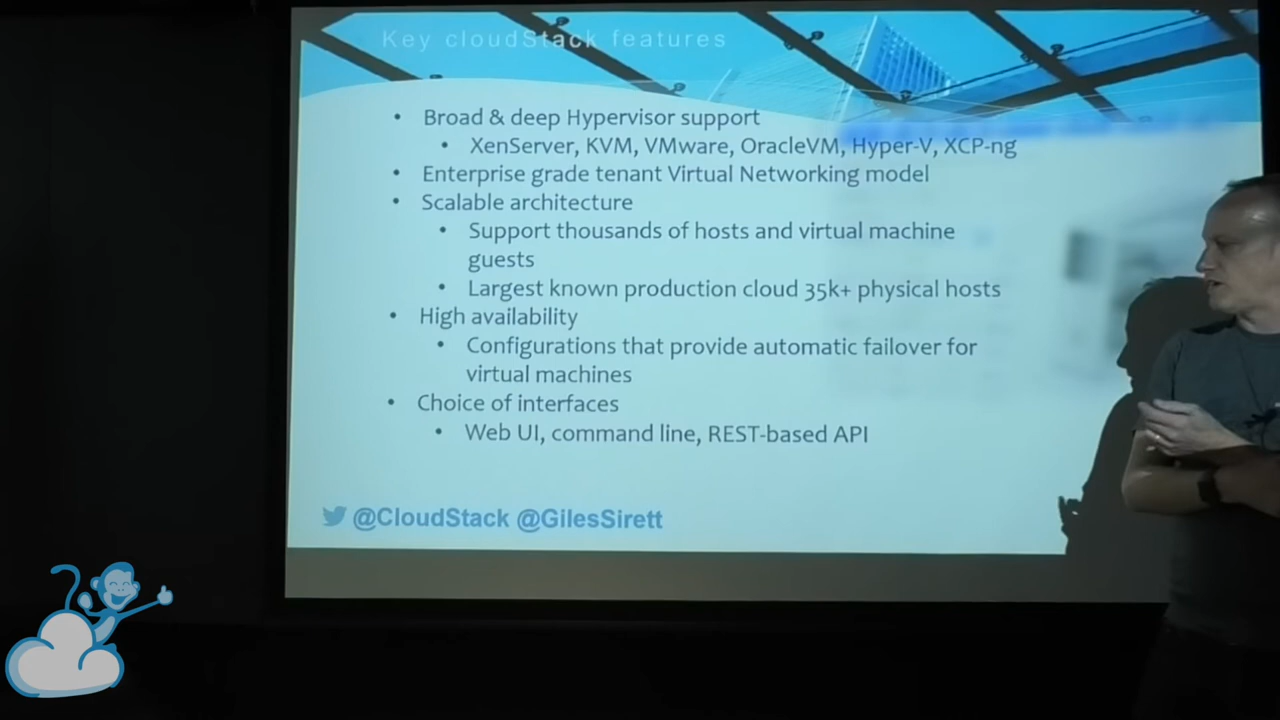 Key cloudStack features
• Broad & deep Hypervisor support
• XenServer, KVM, VMware, OracleVM, Hyper-V, XCP-ng
• Enterprise grade tenant Virtual Networking model
• Scalable architecture
• Support thousands of hosts and virtual machine
guests
• Largest known production cloud 35k+ physical hosts
• High availability
• Configurations that provide automatic failover for
virtual machines
• Choice of interfaces
• Web UI, command line, REST-based API
@CloudStack @GilesSirett